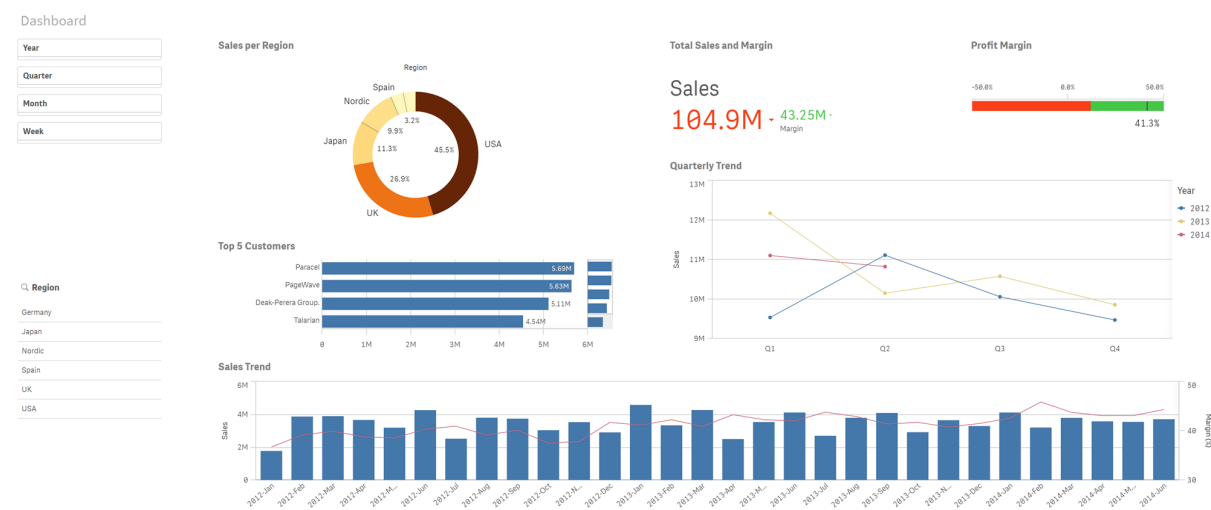 Dashboard
Year
Quarter
Month
Week
Region
Germany
Japan
Nordic
Spain
UK
USA
Sales per Region
Region
Spain
Nordic
Japan
UK
USA
3.2%
9.9%
11.3%
26.9%
45.5%
Total Sales and Margin
Sales
104.9M
43.25M
Margin
Profit Margin
-50.0% 0.0% 50.0%
41.3%
Top 5 Customers
Paracel 5.69M
PageWave 5.63M
Deak-Perera Group. 5.11M
Talarian 4.54M
0 1M 2M 3M 4M 5M 6M
Quarterly Trend
Sales
13M
12M
11M
10M
9M
Q1 Q2 Q3 Q4
Year
2012
2013
2014
Sales Trend
Sales
6M
4M
2M
0
50
40
30
Margin (%)
2012-Jan 2012-Feb 2012-Mar 2012-Apr 2012-M... 2012-Jun 2012-Jul 2012-Aug 2012-Sep 2012-Oct 2012-N... 2012-Dec 2013-Jan 2013-Feb 2013-Mar 2013-Apr 2013-M... 2013-Jun 2013-Jul 2013-Aug 2013-Sep 2013-Oct 2013-N... 2013-Dec 2014-Jan 2014-Feb 2014-Mar 2014-Apr 2014-M... 2014-Jun